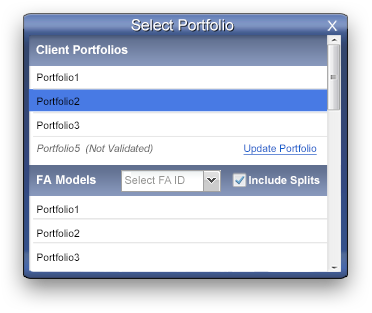 Select Portfolio X
Client Portfolios
Portfolio1
Portfolio2
Portfolio3
Portfolio5 (Not Validated) Update Portfolio
FA Models Select FA ID Include Splits
Portfolio1
Portfolio2
Portfolio3